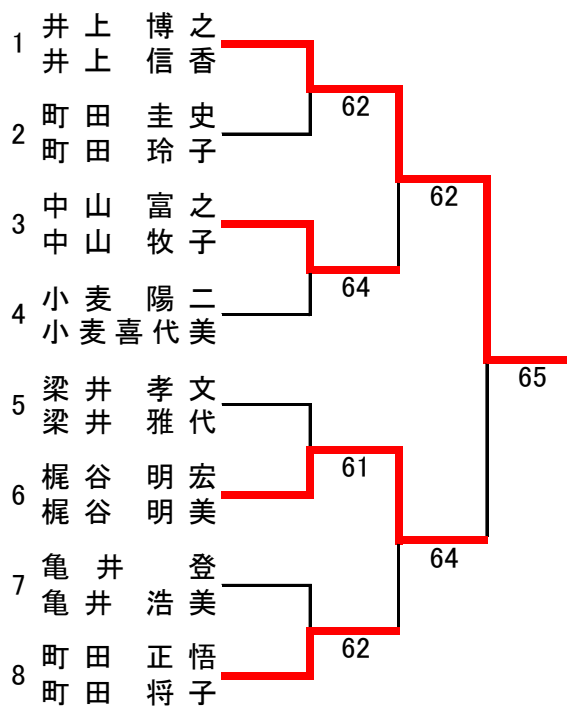 1 井上 博之
井上 信香
62
2 町田 圭史
町田 玲子
62
3 中山 富之
中山 牧子
64
4 小麦 陽二
小麦喜代美
65
5 梁井 孝文
梁井 雅代
61
6 梶谷 明宏
梶谷 明美
64
7 亀井 登
亀井 浩美
62
8 町田 正悟
町田 将子